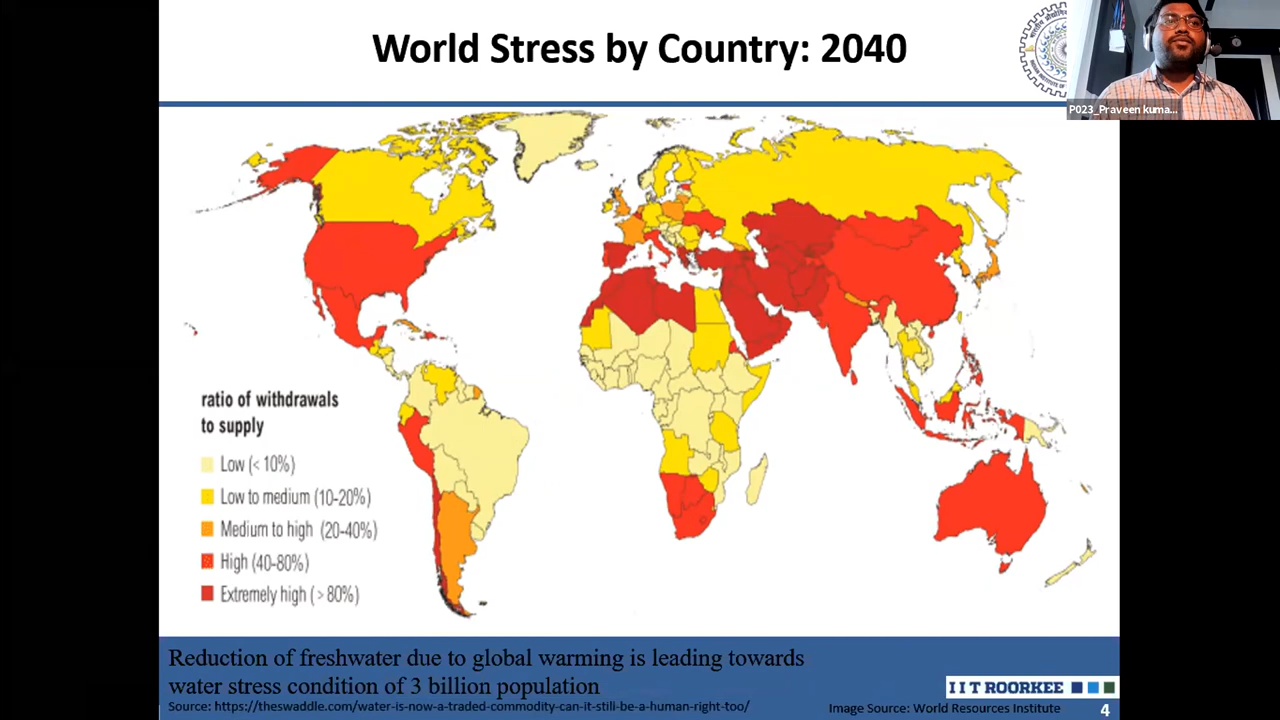 World Stress by Country: 2040
P023_Praveen kuma...
ratio of withdrawals
to supply
Low (< 10%)
Low to medium (10-20%)
Medium to high (20-40%)
High (40-80%)
Extremely high (> 80%)
Reduction of freshwater due to global warming is leading towards
water stress condition of 3 billion population
IIT ROORKEE
Source: https://theswaddle.com/water-is-now-a-traded-commodity-can-it-still-be-a-human-right-too/
Image Source: World Resources Institute
4